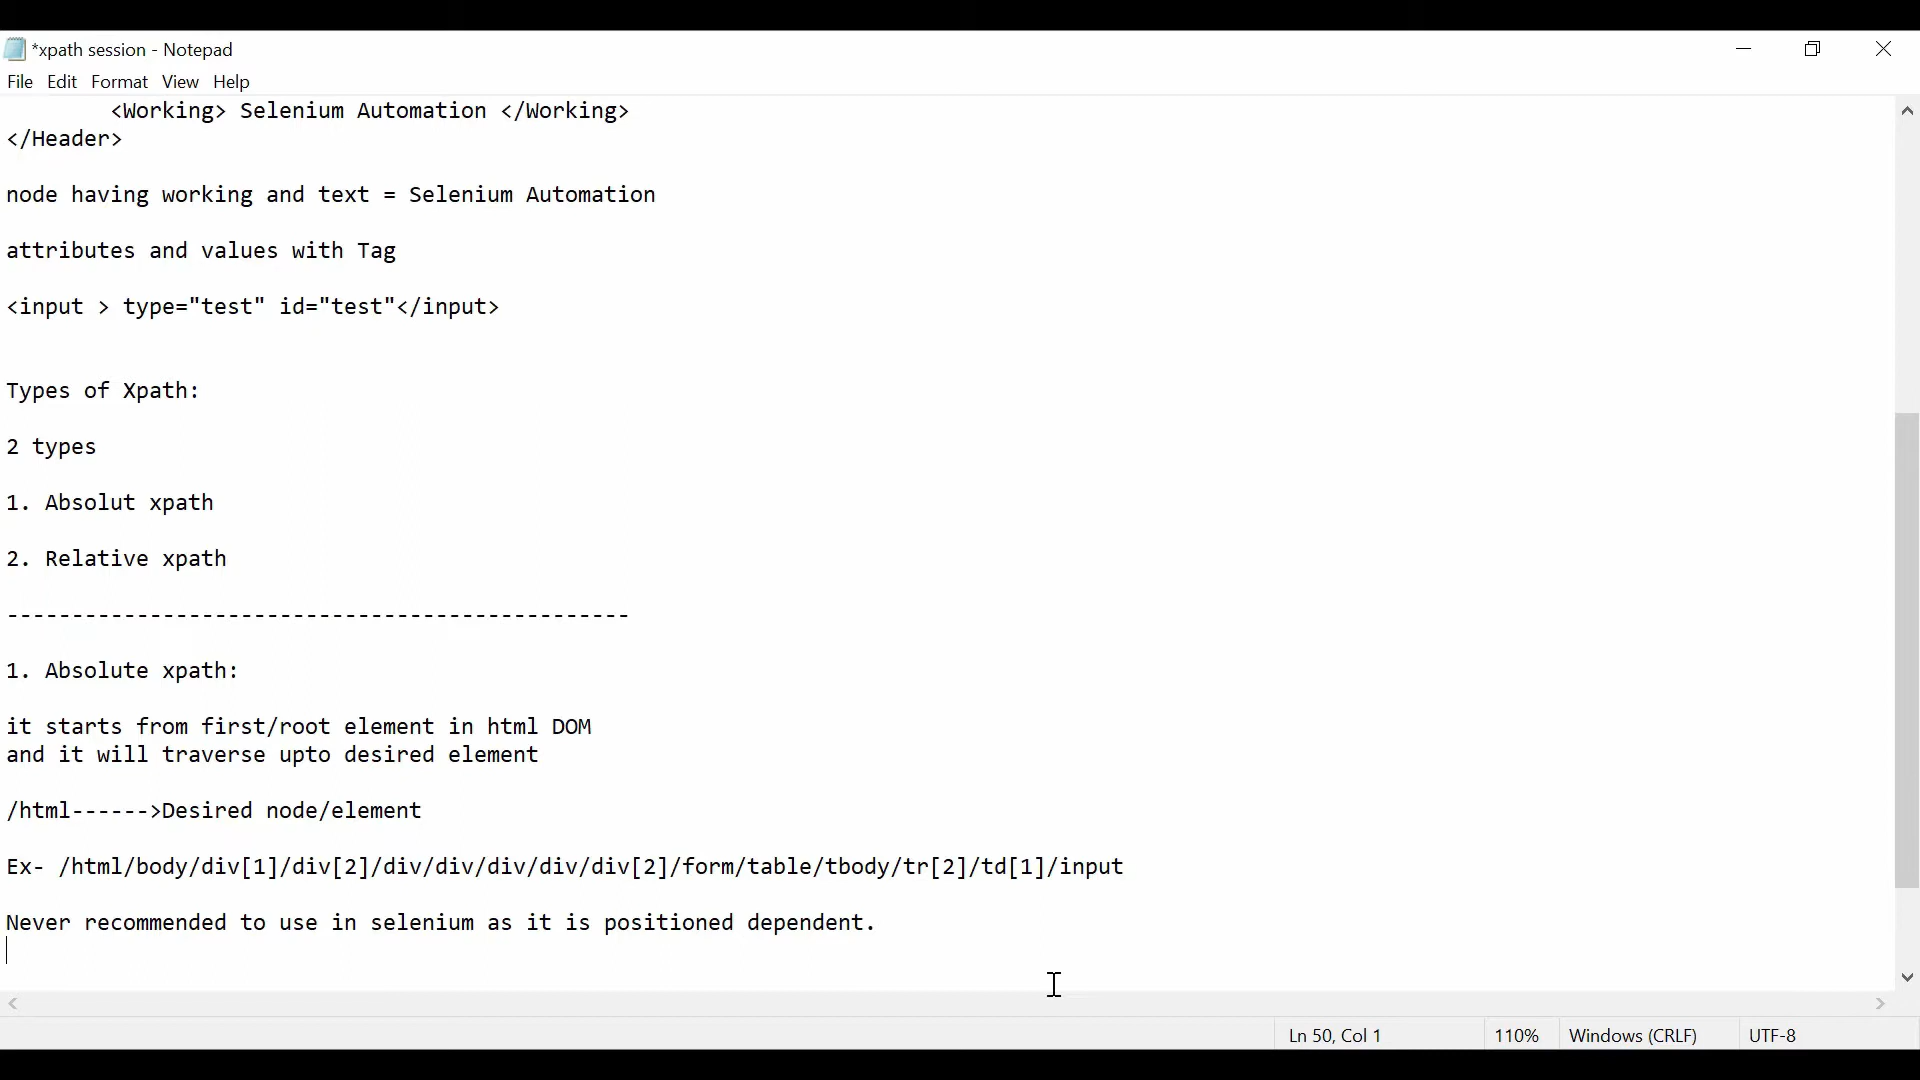 *xpath session - Notepad
File Edit Format View Help
<Working> Selenium Automation </Working>
</Header>
node having working and text = Selenium Automation
attributes and values with Tag
<input > type="test" id="test"</input>
Types of Xpath:
2 types
1. Absolut xpath
2. Relative xpath
------------------------------------------------
1. Absolute xpath:
it starts from first/root element in html DOM
and it will traverse upto desired element
/html------>Desired node/element
Ex- /html/body/div[1]/div[2]/div/div/div/div/div[2]/form/table/tbody/tr[2]/td[1]/input
Never recommended to use in selenium as it is positioned dependent.
Ln 50, Col 1 110% Windows (CRLF) UTF-8